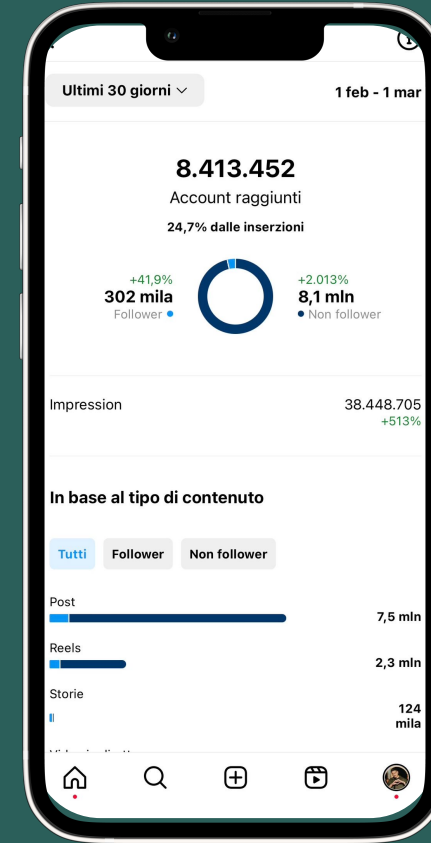 Ultimi 30 giorni
1 feb - 1 mar
8.413.452
Account raggiunti
24,7% dalle inserzioni
+41,9%
302 mila
Follower
+2.013%
8,1 mln
Non follower
Impression
38.448.705
+513%
In base al tipo di contenuto
Tutti
Follower
Non follower
Post
7,5 mln
Reels
2,3 mln
Storie
124
mila